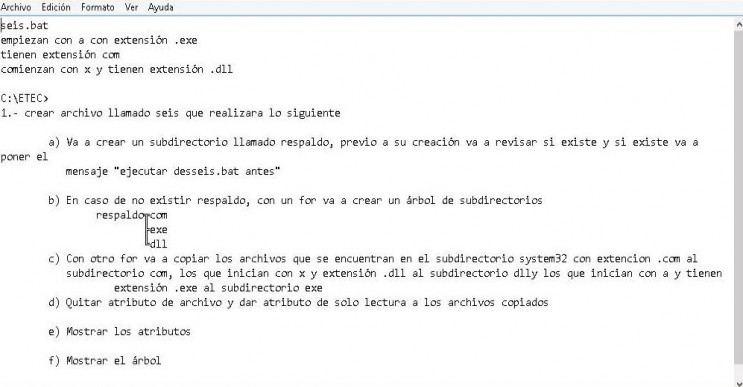 Archivo Edición Formato Ver Ayuda
seis.bat
empiezan con a con extensión .exe
tienen extensión com
comienzan con x y tienen extensión .dll
C:\ETEC>
1.- crear archivo llamado seis que realizara lo siguiente
a) Va a crear un subdirectorio llamado respaldo, previo a su creación va a revisar si existe y si existe va a
poner el
mensaje "ejecutar desseis.bat antes"
b) En caso de no existir respaldo, con un for va a crear un árbol de subdirectorios
respaldo com
exe
dll
c) Con otro for va a copiar los archivos que se encuentran en el subdirectorio system32 con extencion .com al
subdirectorio com, los que inician con x y extensión .dll al subdirectorio dlly los que inician con a y tienen
extensión .exe al subdirectorio exe
d) Quitar atributo de archivo y dar atributo de solo lectura a los archivos copiados
e) Mostrar los atributos
f) Mostrar el árbol